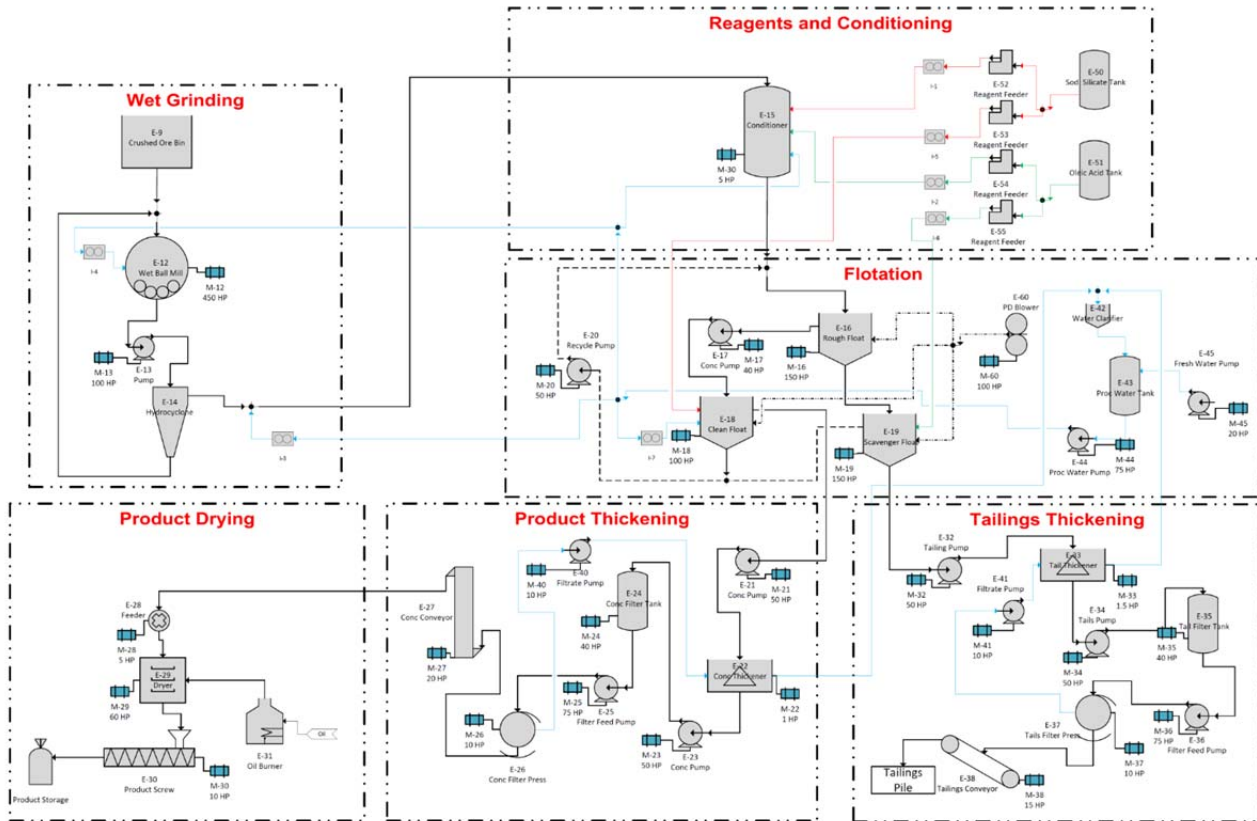 Reagents and Conditioning
E-50
Sodi Silicate Tank
E-52
Reagent Feeder
I-1
E-15
Conditioner
E-53
Reagent Feeder
I-5
M-30
5 HP
E-51
Oleic Acid Tank
E-54
Reagent Feeder
I-2
E-55
Reagent Feeder
Wet Grinding
E-9
Crushed Ore Bin
E-12
Wet Ball Mill
I-4
M-12
450 HP
M-13
100 HP
E-13
Pump
E-14
Hydrocyclone
I-3
Flotation
E-60
PD Blower
E-42
Water Clarifier
E-20
Recycle Pump
E-16
Rough Float
E-17
Conc Pump
M-17
40 HP
M-16
150 HP
M-60
100 HP
E-45
Fresh Water Pump
E-43
Proc Water Tank
M-20
50 HP
E-18
Clean Float
M-45
20 HP
E-19
Scavenger Float
I-7
M-18
100 HP
M-19
150 HP
E-44
Proc Water Pump
M-44
75 HP
Product Drying
E-28
Feeder
M-28
5 HP
E-29
Dryer
M-29
60 HP
Oil
E-31
Oil Burner
Product Storage
E-30
Product Screw
M-30
10 HP
Product Thickening
E-27
Conc Conveyor
M-40
10 HP
E-40
Filtrate Pump
E-24
Conc Filter Tank
E-21
Conc Pump
M-21
50 HP
M-24
40 HP
M-27
20 HP
E-22
Conc Thickener
M-25
75 HP
E-25
Filter Feed Pump
M-22
1 HP
M-26
10 HP
E-26
Conc Filter Press
M-23
50 HP
E-23
Conc Pump
Tailings Thickening
E-32
Tailing Pump
E-33
Tail Thickener
M-32
50 HP
E-41
Filtrate Pump
M-33
1.5 HP
E-34
Tails Pump
E-35
Tail Filter Tank
M-41
10 HP
M-35
40 HP
M-34
50 HP
E-37
Tails Filter Press
M-36
75 HP
E-36
Filter Feed Pump
M-37
10 HP
Tailings
Pile
E-38
Tailings Conveyor
M-38
15 HP